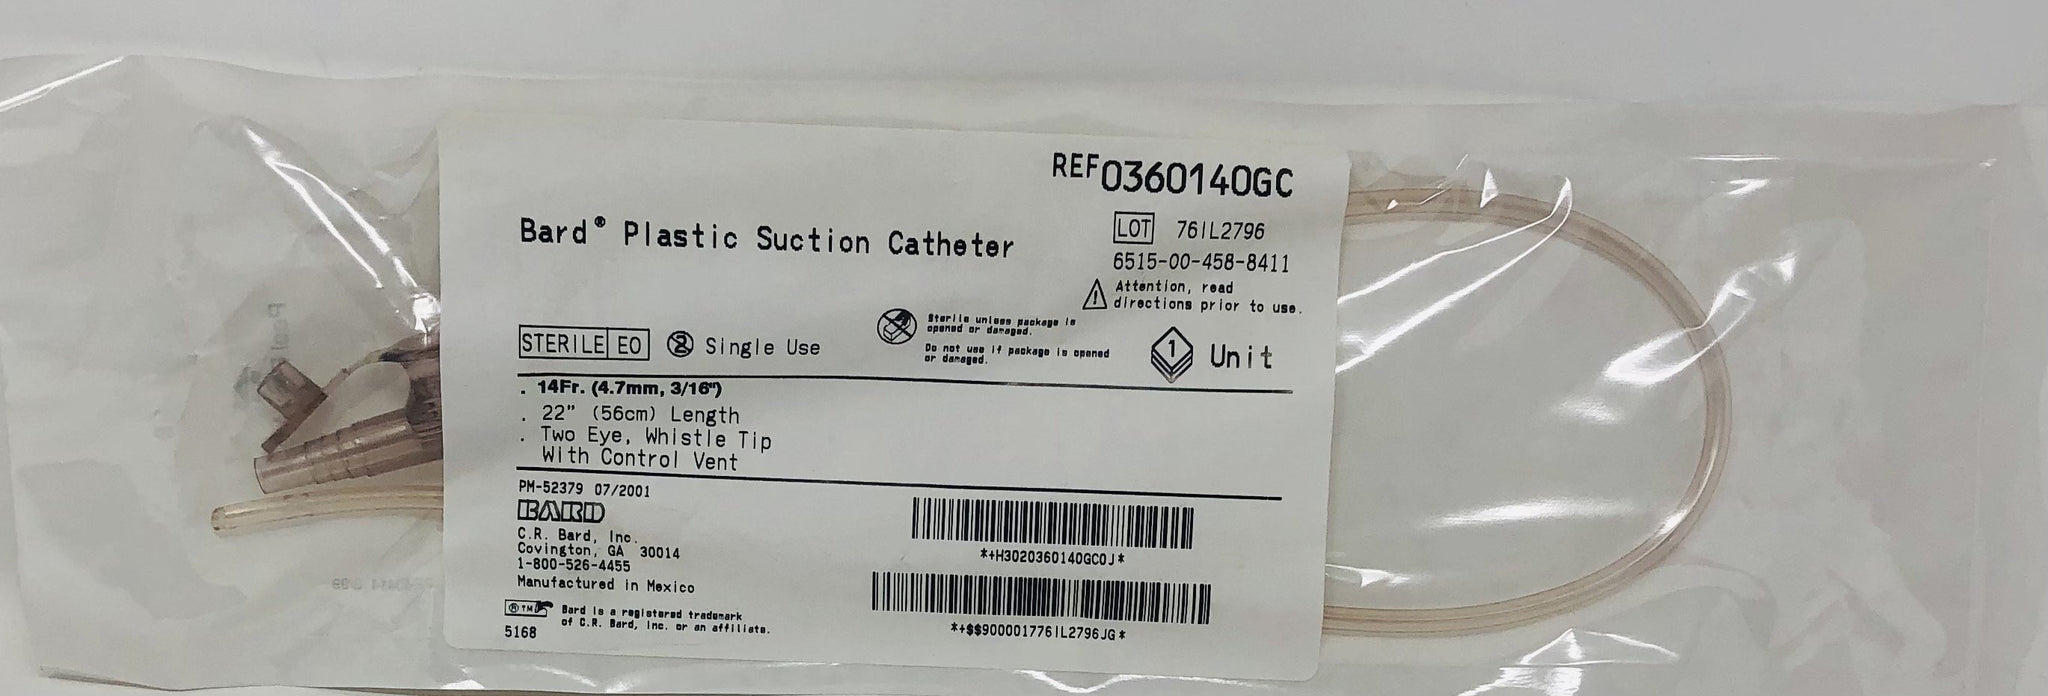 REF 0360140GC
Bard® Plastic Suction Catheter
LOT 76IL2796
6515-00-458-8411
Attention, read
directions prior to use.
STERILE EO
2 Single Use
Sterile unless package is
opened or damaged.
Do not use if package is opened
or damaged.
1 Unit
. 14Fr. (4.7mm, 3/16")
. 22" (56cm) Length
. Two Eye, Whistle Tip
With Control Vent
PM-52379 07/2001
BARD
C.R. Bard, Inc.
Covington, GA 30014
1-800-526-4455
Manufactured in Mexico
® TM
Bard is a registered trademark
of C.R. Bard, Inc. or an affiliate.
5168
*+H3020360140GC0J*
*+$$900001776IL2796JG*